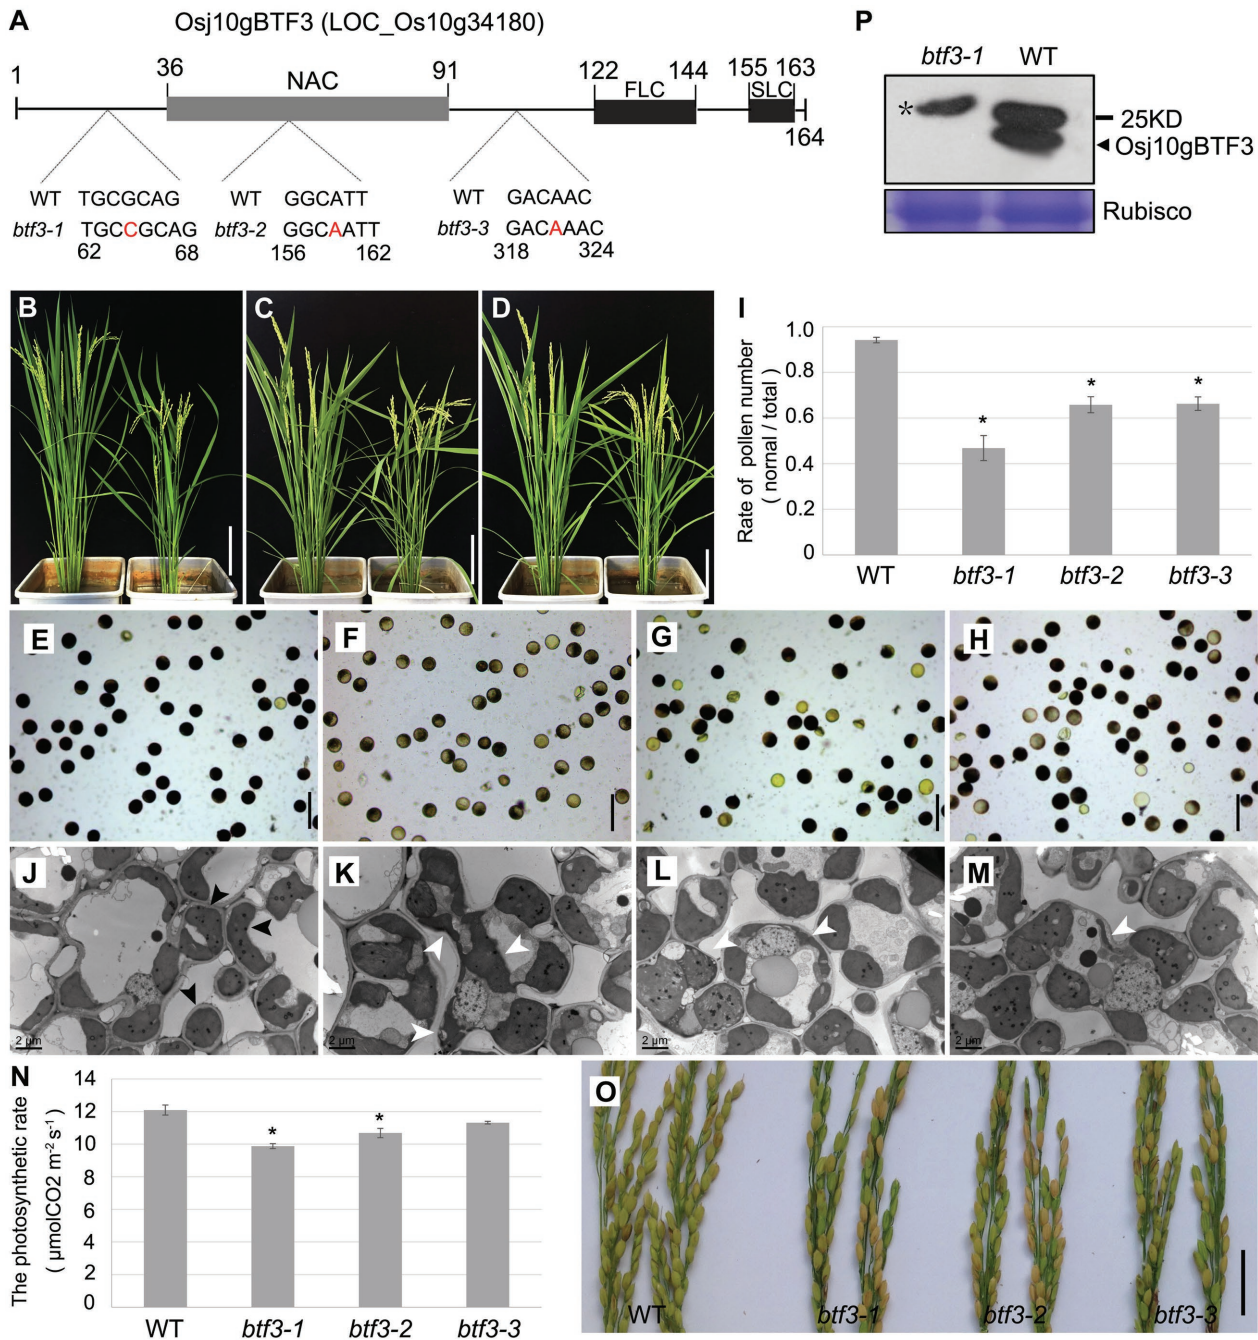 A
Osj10gBTF3 (LOC_Os10g34180)
1 36 NAC 91 122 FLC 144 155 SLC 163
164
WT TGCGCAG WT GGCATT WT GACAAC
btf3-1 TGCCGCAG btf3-2 GGCAATT btf3-3 GACAAAC
62 68 156 162 318 324
P
btf3-1 WT
* 25KD
Osj10gBTF3
Rubisco
B C D
I
Rate of pollen number
( nornal / total )
1.0
0.8
0.6
0.4
0.2
0
* * *
WT btf3-1 btf3-2 btf3-3
E F G H
J K L M
2 µm 2 µm 2 µm 2 µm
N
The photosynthetic rate
( µmolCO2 m-2 s-1)
14
12
10
8
6
4
2
0
* *
WT btf3-1 btf3-2 btf3-3
O
WT btf3-1 btf3-2 btf3-3